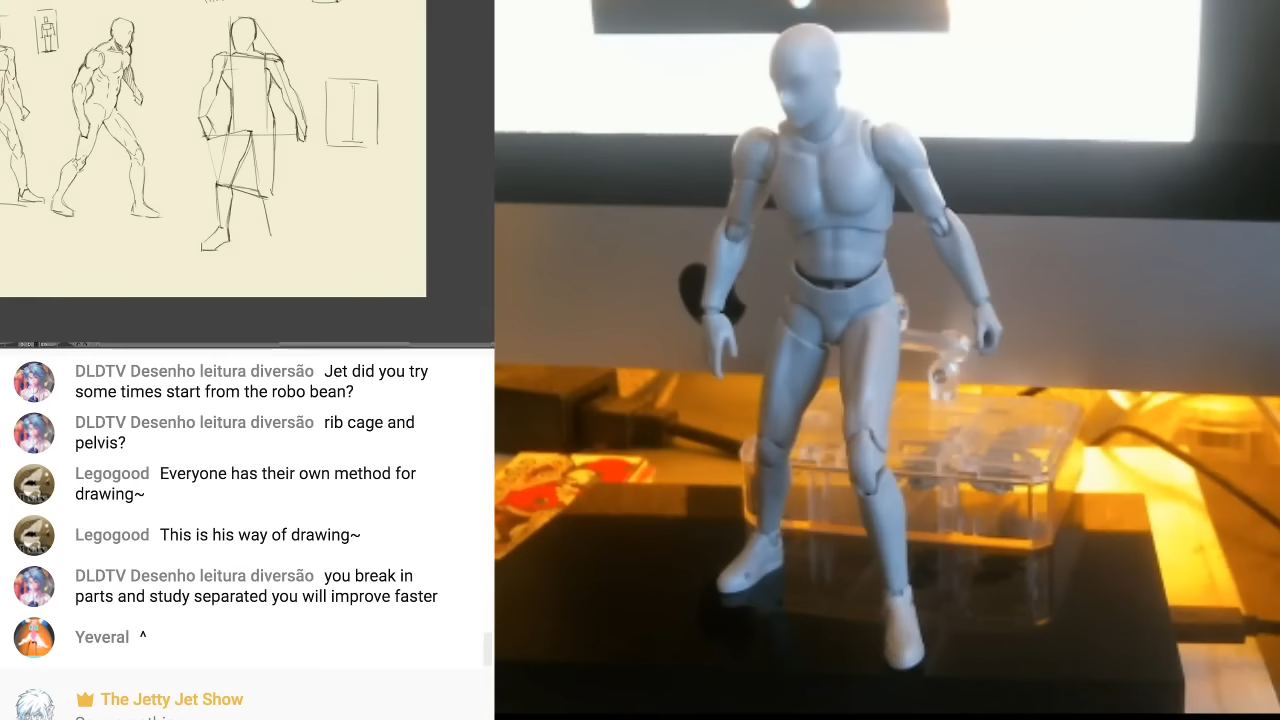 DLDTV Desenho leitura diversão Jet did you try
some times start from the robo bean?
DLDTV Desenho leitura diversão rib cage and
pelvis?
Legogood Everyone has their own method for
drawing~
Legogood This is his way of drawing~
DLDTV Desenho leitura diversão you break in
parts and study separated you will improve faster
Yeveral ^
The Jetty Jet Show